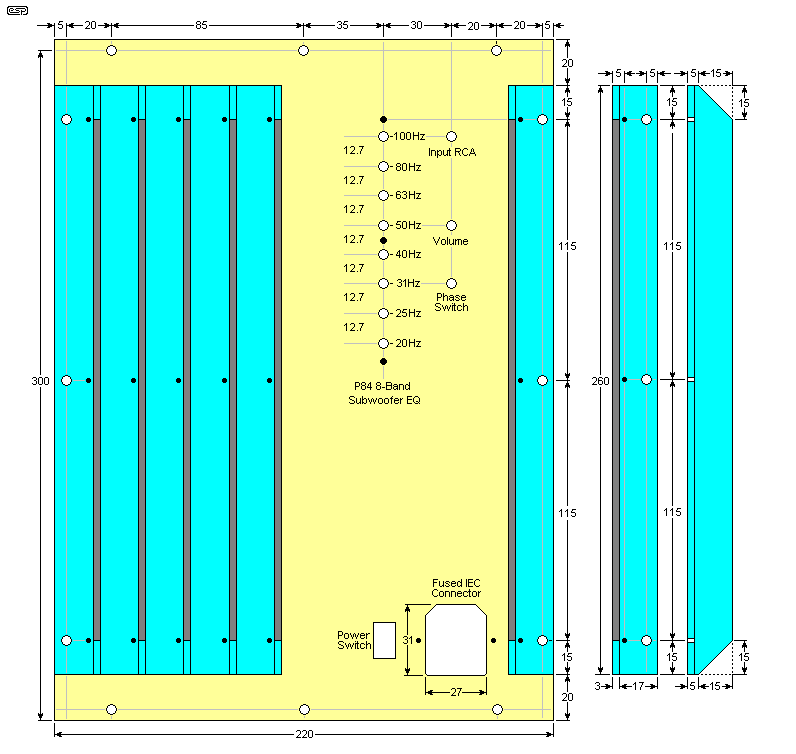 ESP
5 20 85 35 30 20 20 5
20
5 5 5 15
15 15 15
-100Hz
Input RCA
12.7
80Hz
12.7
63Hz
12.7
50Hz
Volume
12.7
40Hz
115 115
12.7
31Hz
12.7
Phase
Switch
25Hz
12.7
20Hz
300 260
P84 8-Band
Subwoofer EQ
115 115
Fused IEC
Connector
Power
Switch
31
15 15 15
27
3 17 5 15
20
220